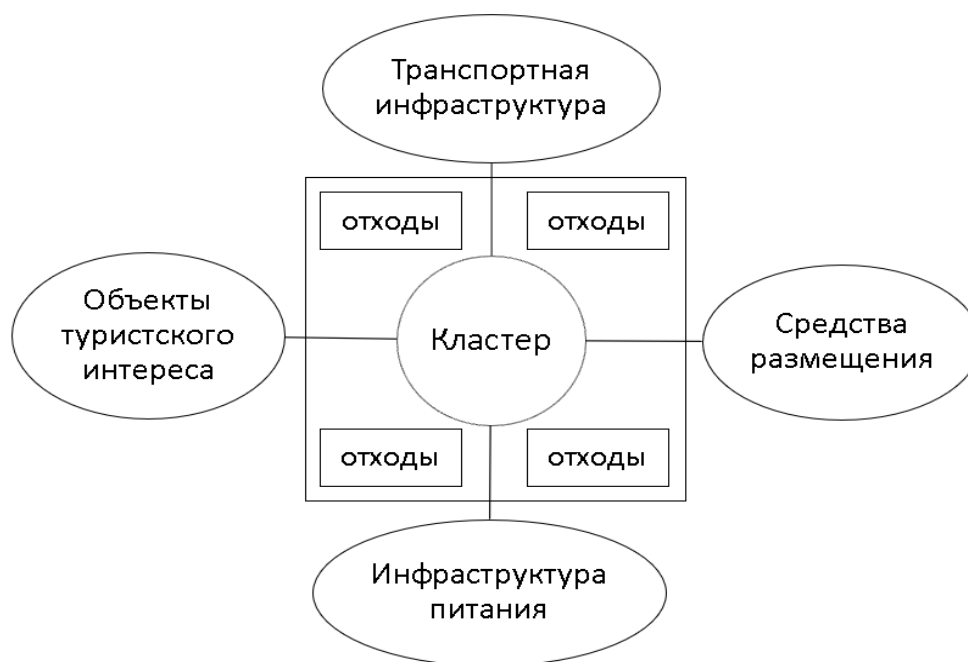 Транспортная
инфраструктура
отходы
отходы
Объекты
туристского
интереса
Кластер
Средства
размещения
отходы
отходы
Инфраструктура
питания